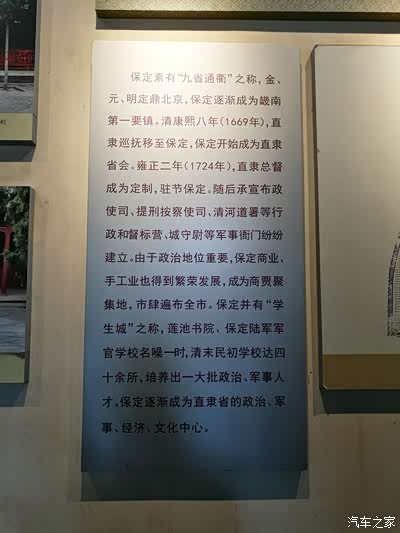 保定素有“九省通衢”之称，金、
元、明定鼎北京，保定逐渐成为畿南
第一要镇。清康熙八年（1669年），直
隶巡抚移至保定，保定开始成为直隶
省会。雍正二年（1724年），直隶总督
成为定制，驻节保定。随后承宣布政
使司、提刑按察使司、清河道署等行
政和督标营、城守尉等军事衙门纷纷
建立。由于政治地位重要，保定商业、
手工业也得到繁荣发展，成为商贾聚
集地，市肆遍布全市。保定并有“学
生城”之称，莲池书院、保定陆军军
官学校名噪一时，清末民初学校达四
十余所，培养出一大批政治、军事人
才。保定逐渐成为直隶省的政治、军
事、经济、文化中心。
汽车之家